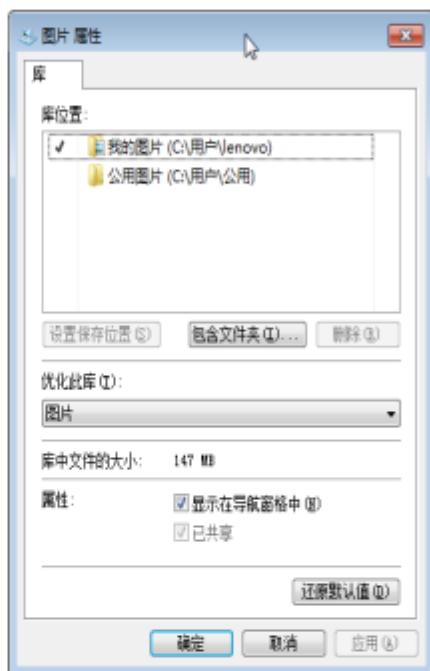 图片 属性
库
库位置:
✓ 我的图片 (C:\用户\lenovo)
公用图片 (C:\用户\公用)
设置保存位置(S) 包含文件夹(I)... 删除(R)
优化此库(T):
图片
库中文件的大小: 147 MB
属性: 显示在导航窗格中(N)
已共享
还原默认值(D)
确定 取消 应用(A)